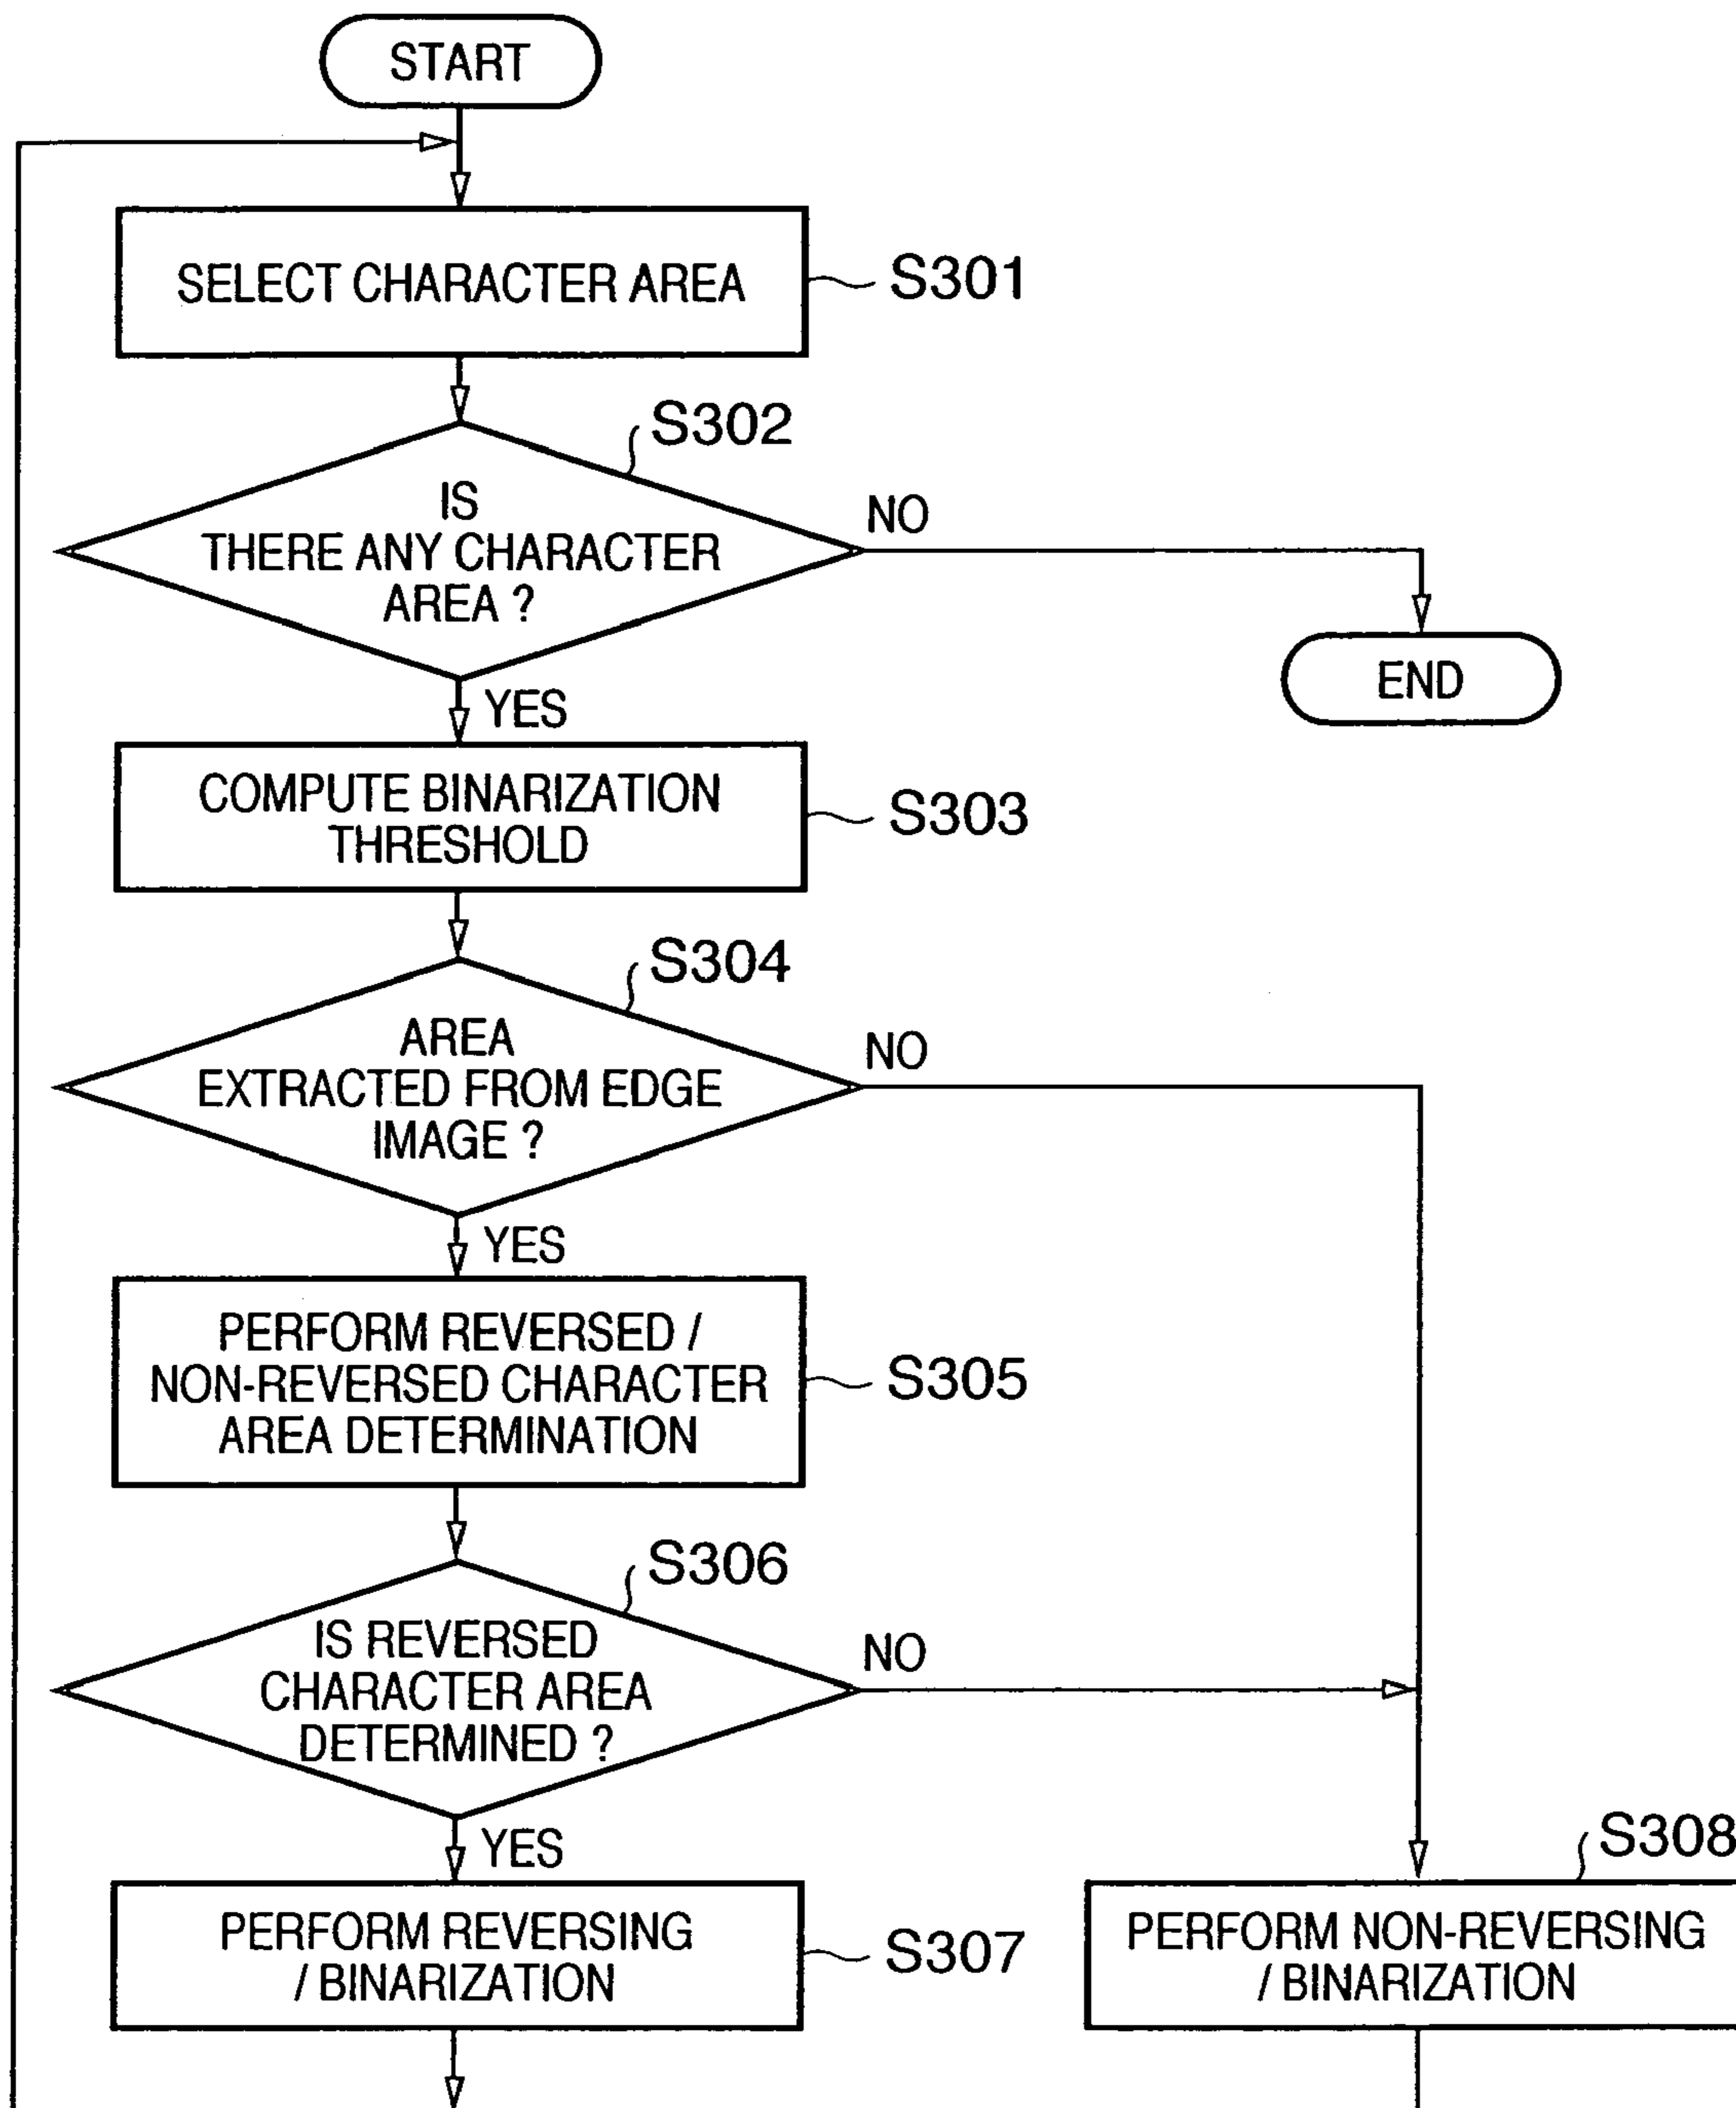 START
SELECT CHARACTER AREA
S301
S302
IS
THERE ANY CHARACTER
AREA ?
NO
END
YES
COMPUTE BINARIZATION
THRESHOLD
S303
S304
AREA
EXTRACTED FROM EDGE
IMAGE ?
NO
YES
PERFORM REVERSED /
NON-REVERSED CHARACTER
AREA DETERMINATION
S305
S306
IS REVERSED
CHARACTER AREA
DETERMINED ?
NO
YES
PERFORM REVERSING
/ BINARIZATION
S307
S308
PERFORM NON-REVERSING
/ BINARIZATION